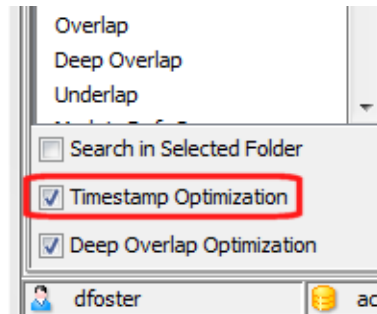 Overlap
Deep Overlap
Underlap
Search in Selected Folder
Timestamp Optimization
Deep Overlap Optimization
dfoster